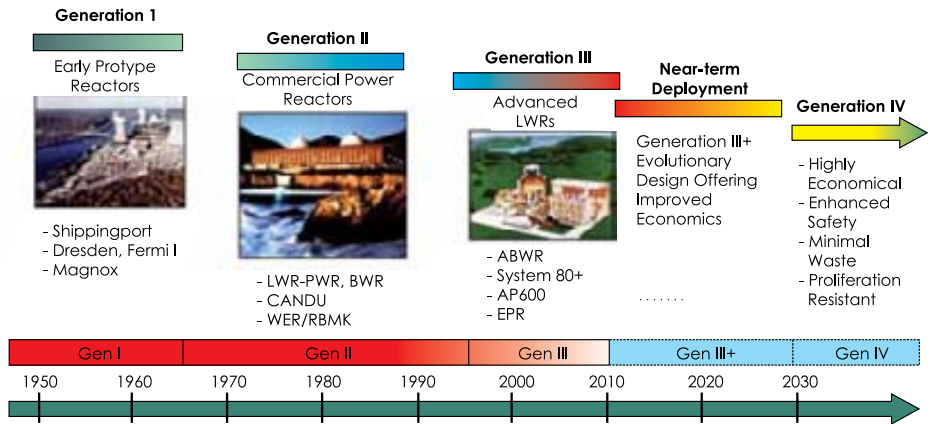 Generation 1
Early Protype
Reactors
- Shippingport
- Dresden, Fermi I
- Magnox
Generation II
Commercial Power
Reactors
- LWR-PWR, BWR
- CANDU
- WER/RBMK
Generation III
Advanced
LWRs
- ABWR
- System 80+
- AP600
- EPR
Near-term
Deployment
Generation III+
Evolutionary
Design Offering
Improved
Economics
.......
Generation IV
- Highly
Economical
- Enhanced
Safety
- Minimal
Waste
- Proliferation
Resistant
Gen I Gen II Gen III Gen III+ Gen IV
1950 1960 1970 1980 1990 2000 2010 2020 2030